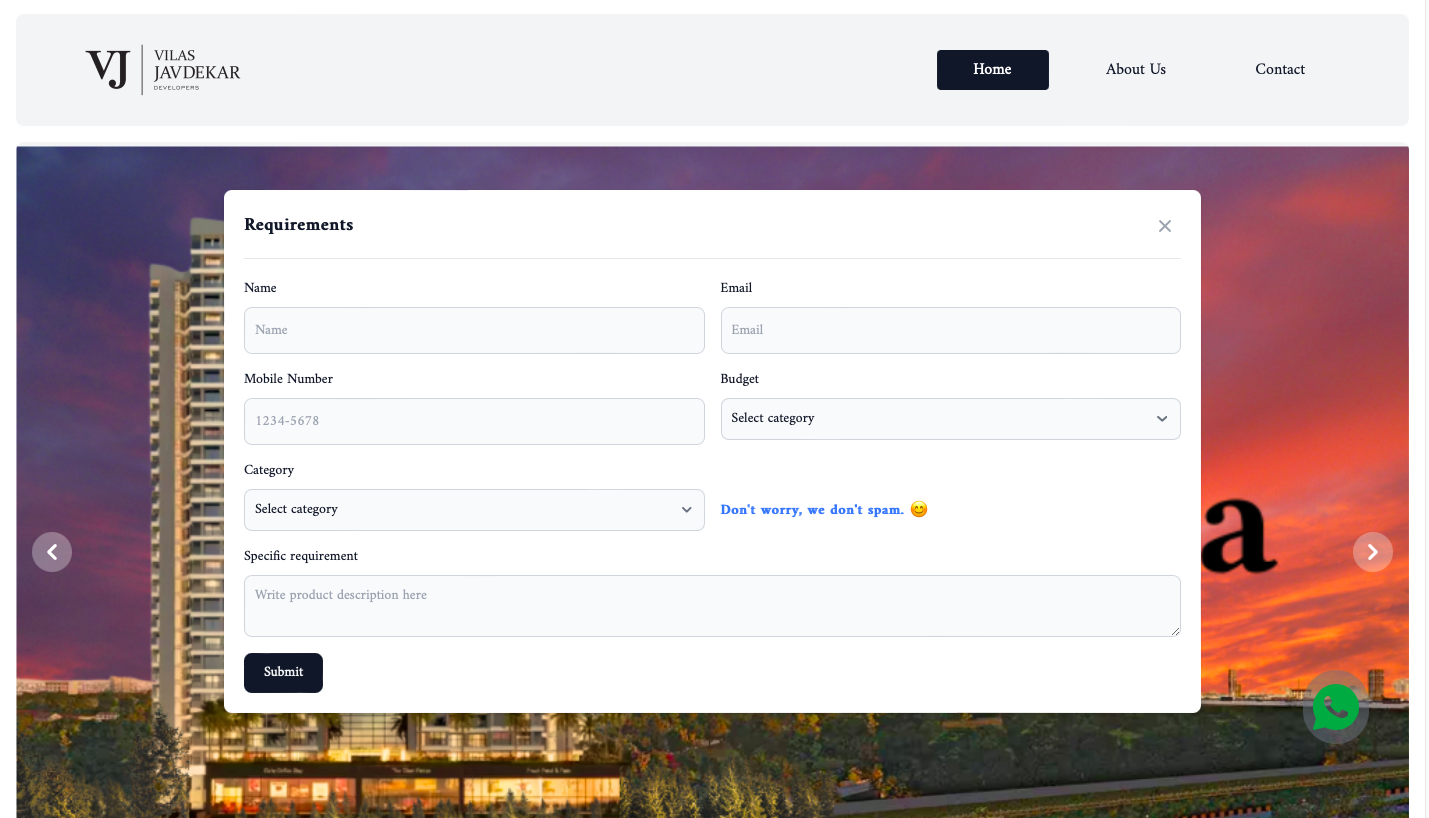 VJ
VILAS
JAVDEKAR
DEVELOPERS
Home
About Us
Contact
Requirements
Name
Email
Name
Email
Mobile Number
Budget
1234-5678
Select category
Category
Select category
Don't worry, we don't spam. 😊
a
Specific requirement
Write product description here
Submit